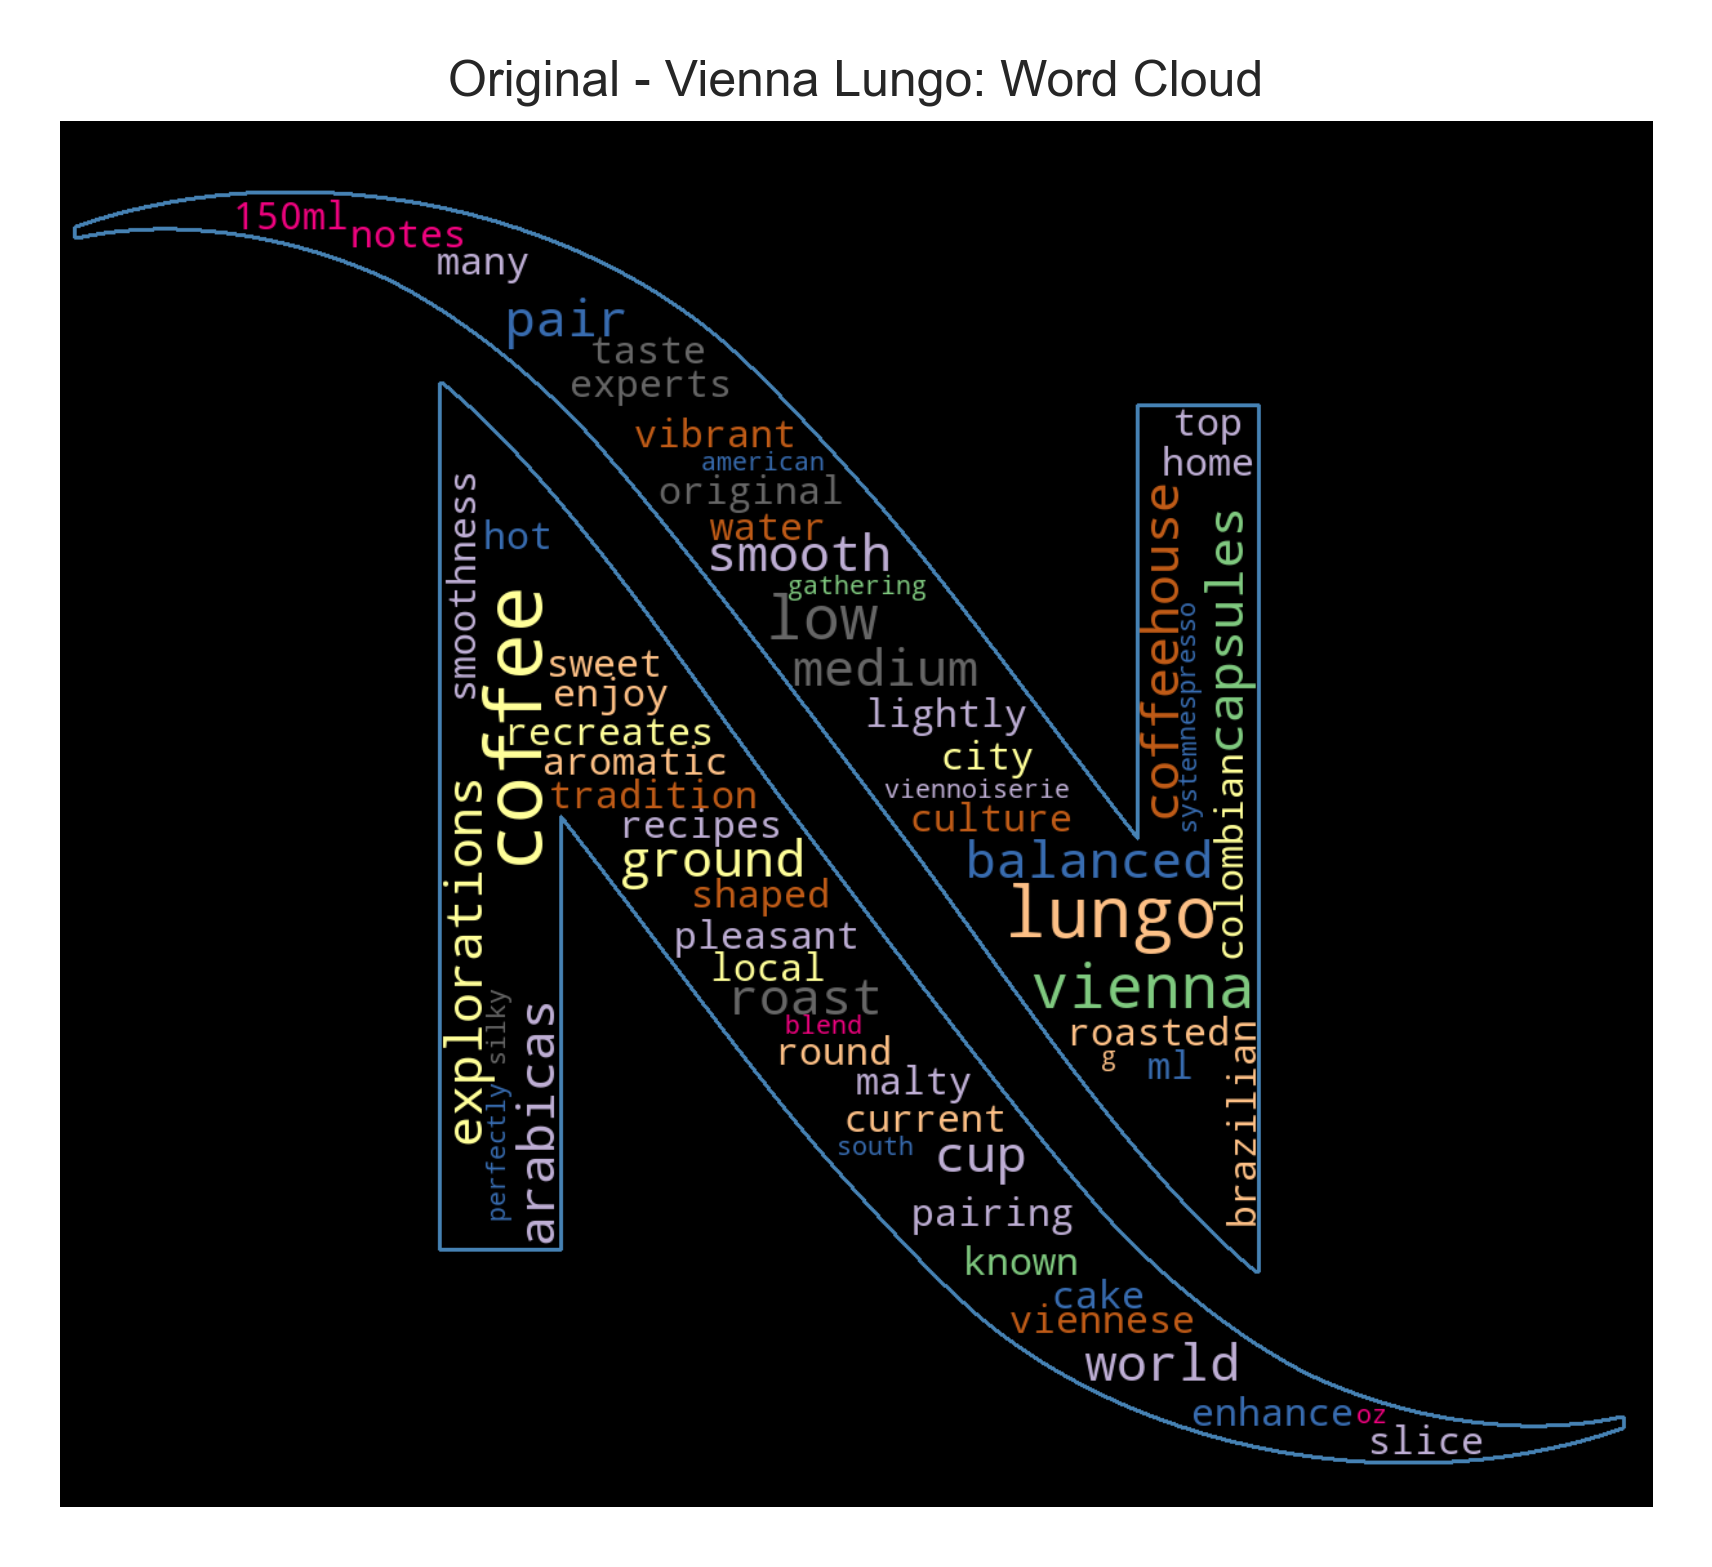 Original - Vienna Lungo: Word Cloud
150ml
notes
many
pair
taste
experts
vibrant
american
original
water
smooth
gathering
low
medium
lightly
city
viennoiserie
culture
balanced
lungo
vienna
roastedn
g
ml
top
home
coffeehouse
systemnespresso
capsules
colombian
brazilian
smoothness
hot
coffee
sweet
enjoy
recreates
aromatic
tradition
recipes
ground
shaped
pleasant
local
roast
blend
round
malty
current
south
cup
pairing
known
cake
viennese
world
enhance
oz
slice
explorations
silky
perfectly
arabicas